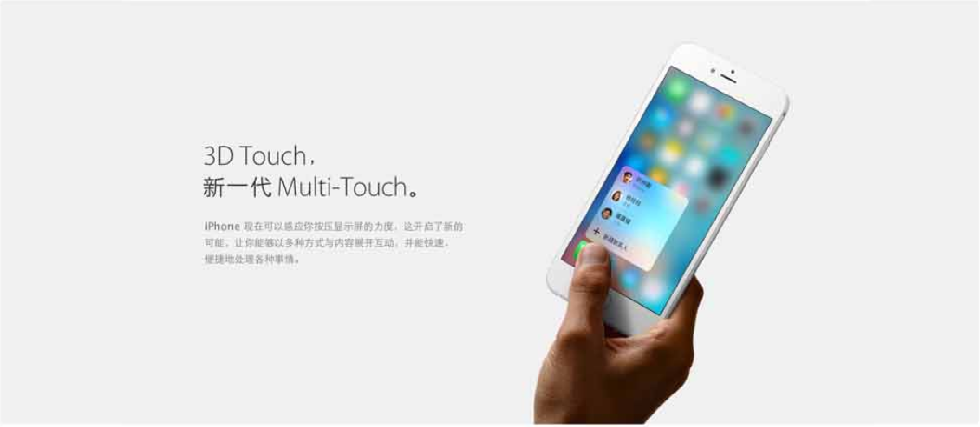 3D Touch，
新一代 Multi-Touch。
iPhone 现在可以感应你按压显示屏的力度，这开启了新的
可能，让你能够以多种方式与内容展开互动，并能快速、
便捷地处理各种事情。